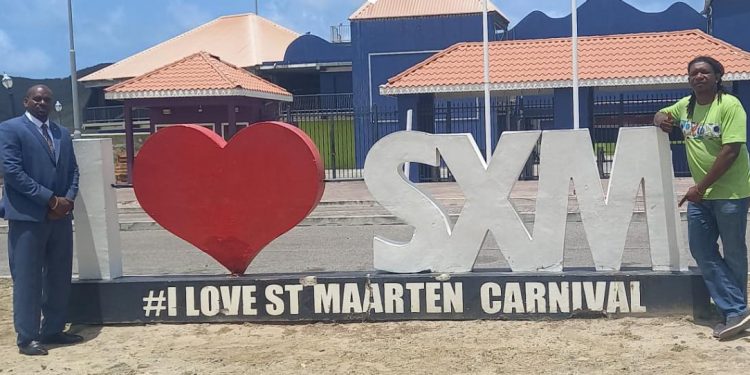 I ❤ SXM
#I LOVE ST MAARTEN CARNIVAL